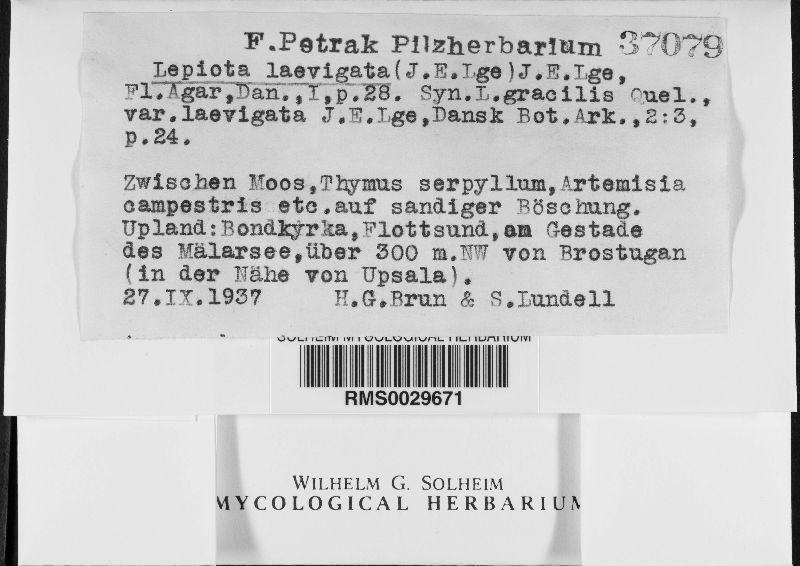 F.Petrak Pilzherbarium 37079
Lepiota laevigata(J.E.Lge)J.E.Lge,
Fl.Agar,Dan.,I,p.28. Syn.L.gracilis Quel.,
var.laevigata J.E.Lge,Dansk Bot.Ark.,2:3,
p.24.
Zwischen Moos,Thymus serpyllum,Artemisia
campestris etc.auf sandiger Böschung.
Upland:Bondkyrka,Flottsund,am Gestade
des Mälarsee,über 300 m.NW von Brostugan
(in der Nähe von Upsala).
27.IX.1937 H.G.Brun & S.Lundell
SOLHEIM MYCOLOGICAL HERBARIUM
RMS0029671
WILHELM G. SOLHEIM
MYCOLOGICAL HERBARIUM